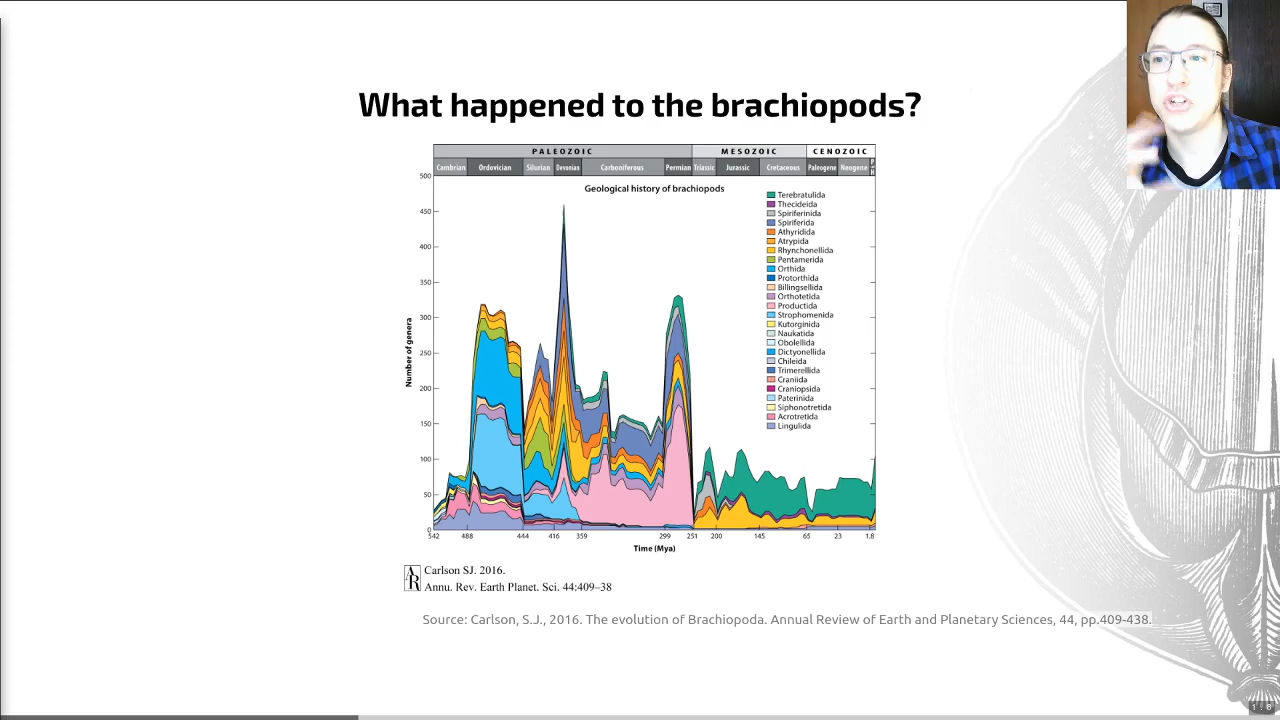 What happened to the brachiopods?
PALEOZOIC MESOZOIC CENOZOIC
Cambrian Ordovician Silurian Devonian Carboniferous Permian Triassic Jurassic Cretaceous Paleogene Neogene
Geological history of brachiopods
500
450
400
350
300
250
200
150
100
50
0
Number of genera
Terebratulida
Thecideida
Spiriferinida
Spiriferida
Athyridida
Atrypida
Rhynchonellida
Pentamerida
Orthida
Protorthida
Billingsellida
Orthotetida
Productida
Strophomenida
Kutorginida
Naukatida
Obolellida
Dictyonellida
Chileida
Trimerellida
Craniida
Craniopsida
Paterinida
Siphonotretida
Acrotretida
Lingulida
542 488 444 416 359 299 251 200 145 65 23 1.8
Time (Mya)
AR Carlson SJ. 2016.
Annu. Rev. Earth Planet. Sci. 44:409–38
Source: Carlson, S.J., 2016. The evolution of Brachiopoda. Annual Review of Earth and Planetary Sciences, 44, pp.409-438.
1 . 8